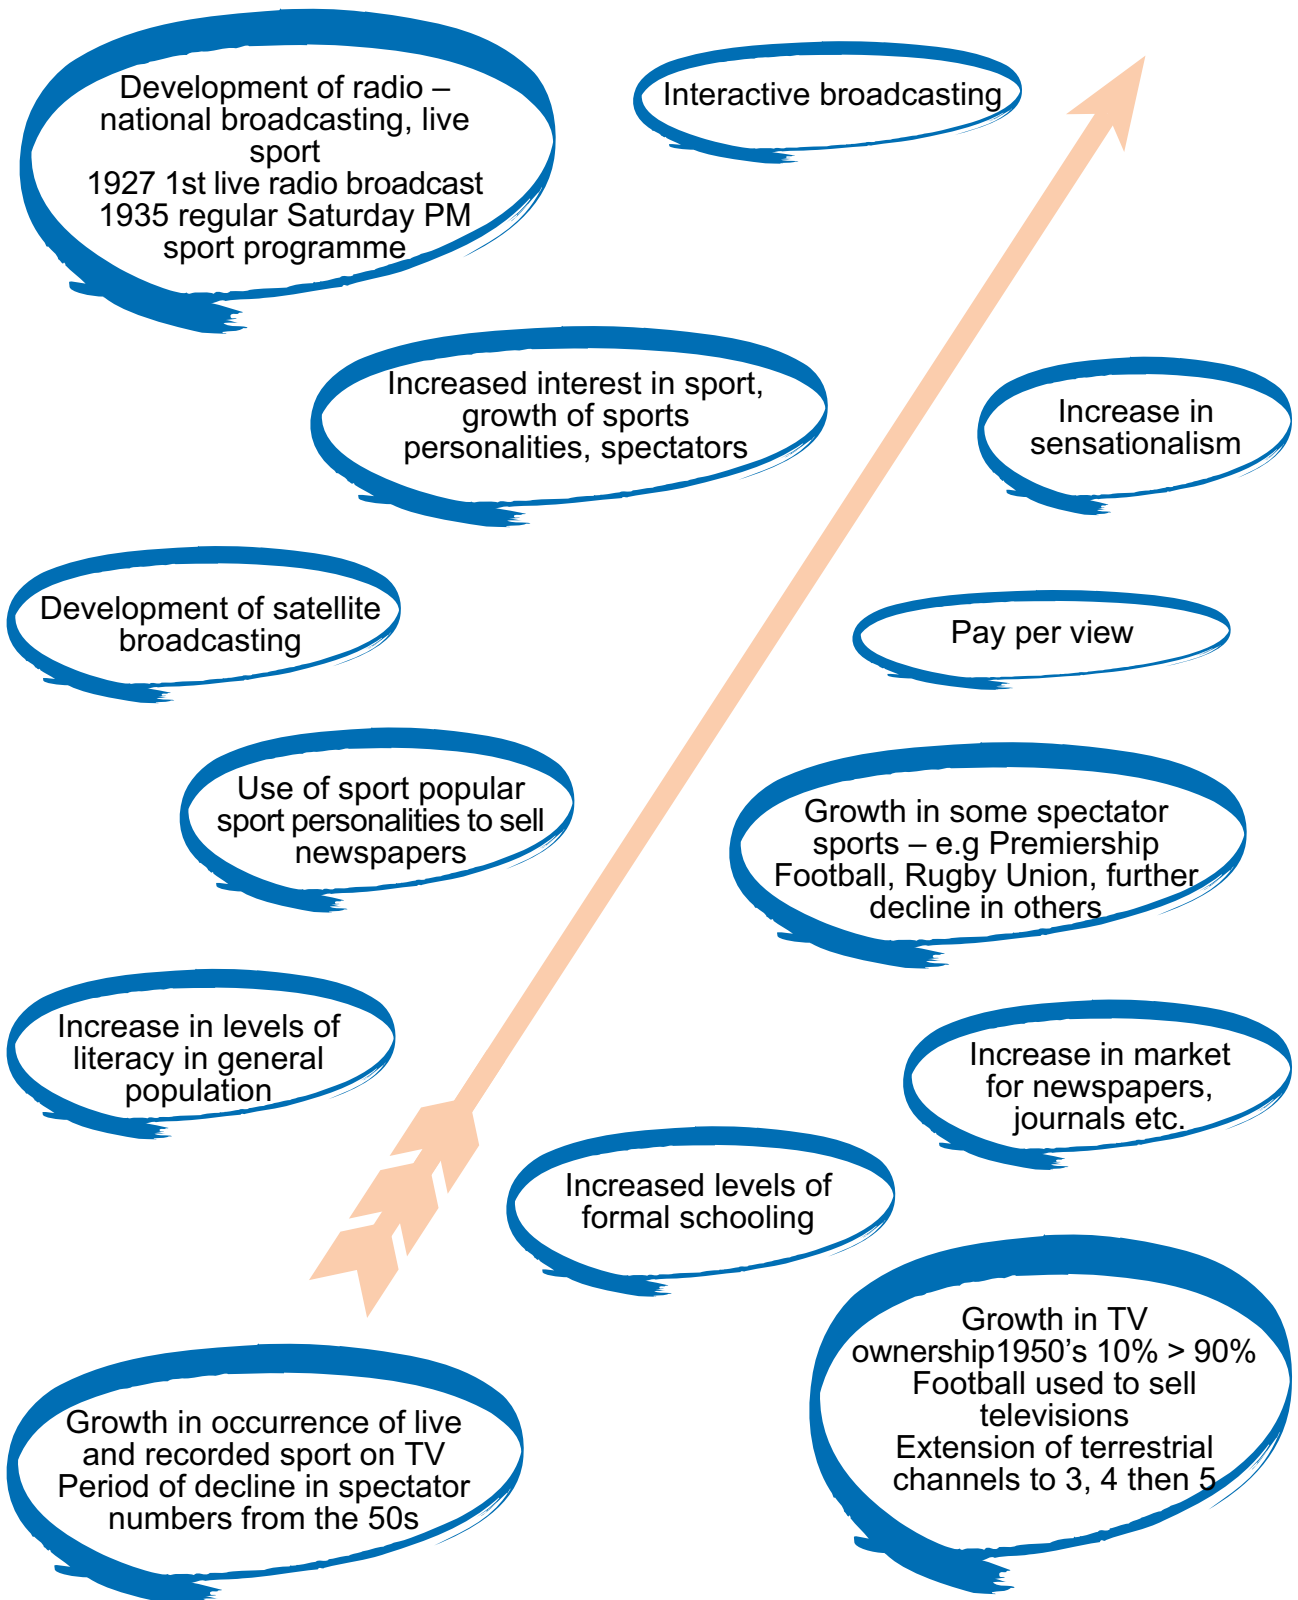 Development of radio –
national broadcasting, live
sport
1927 1st live radio broadcast
1935 regular Saturday PM
sport programme
Interactive broadcasting
Increased interest in sport,
growth of sports
personalities, spectators
Increase in
sensationalism
Development of satellite
broadcasting
Pay per view
Use of sport popular
sport personalities to sell
newspapers
Growth in some spectator
sports – e.g Premiership
Football, Rugby Union, further
decline in others
Increase in levels of
literacy in general
population
Increase in market
for newspapers,
journals etc.
Increased levels of
formal schooling
Growth in TV
ownership1950's 10% > 90%
Football used to sell
televisions
Extension of terrestrial
channels to 3, 4 then 5
Growth in occurrence of live
and recorded sport on TV
Period of decline in spectator
numbers from the 50s